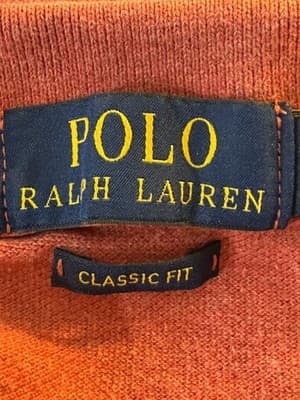 POLO
RALPH LAUREN
CLASSIC FIT